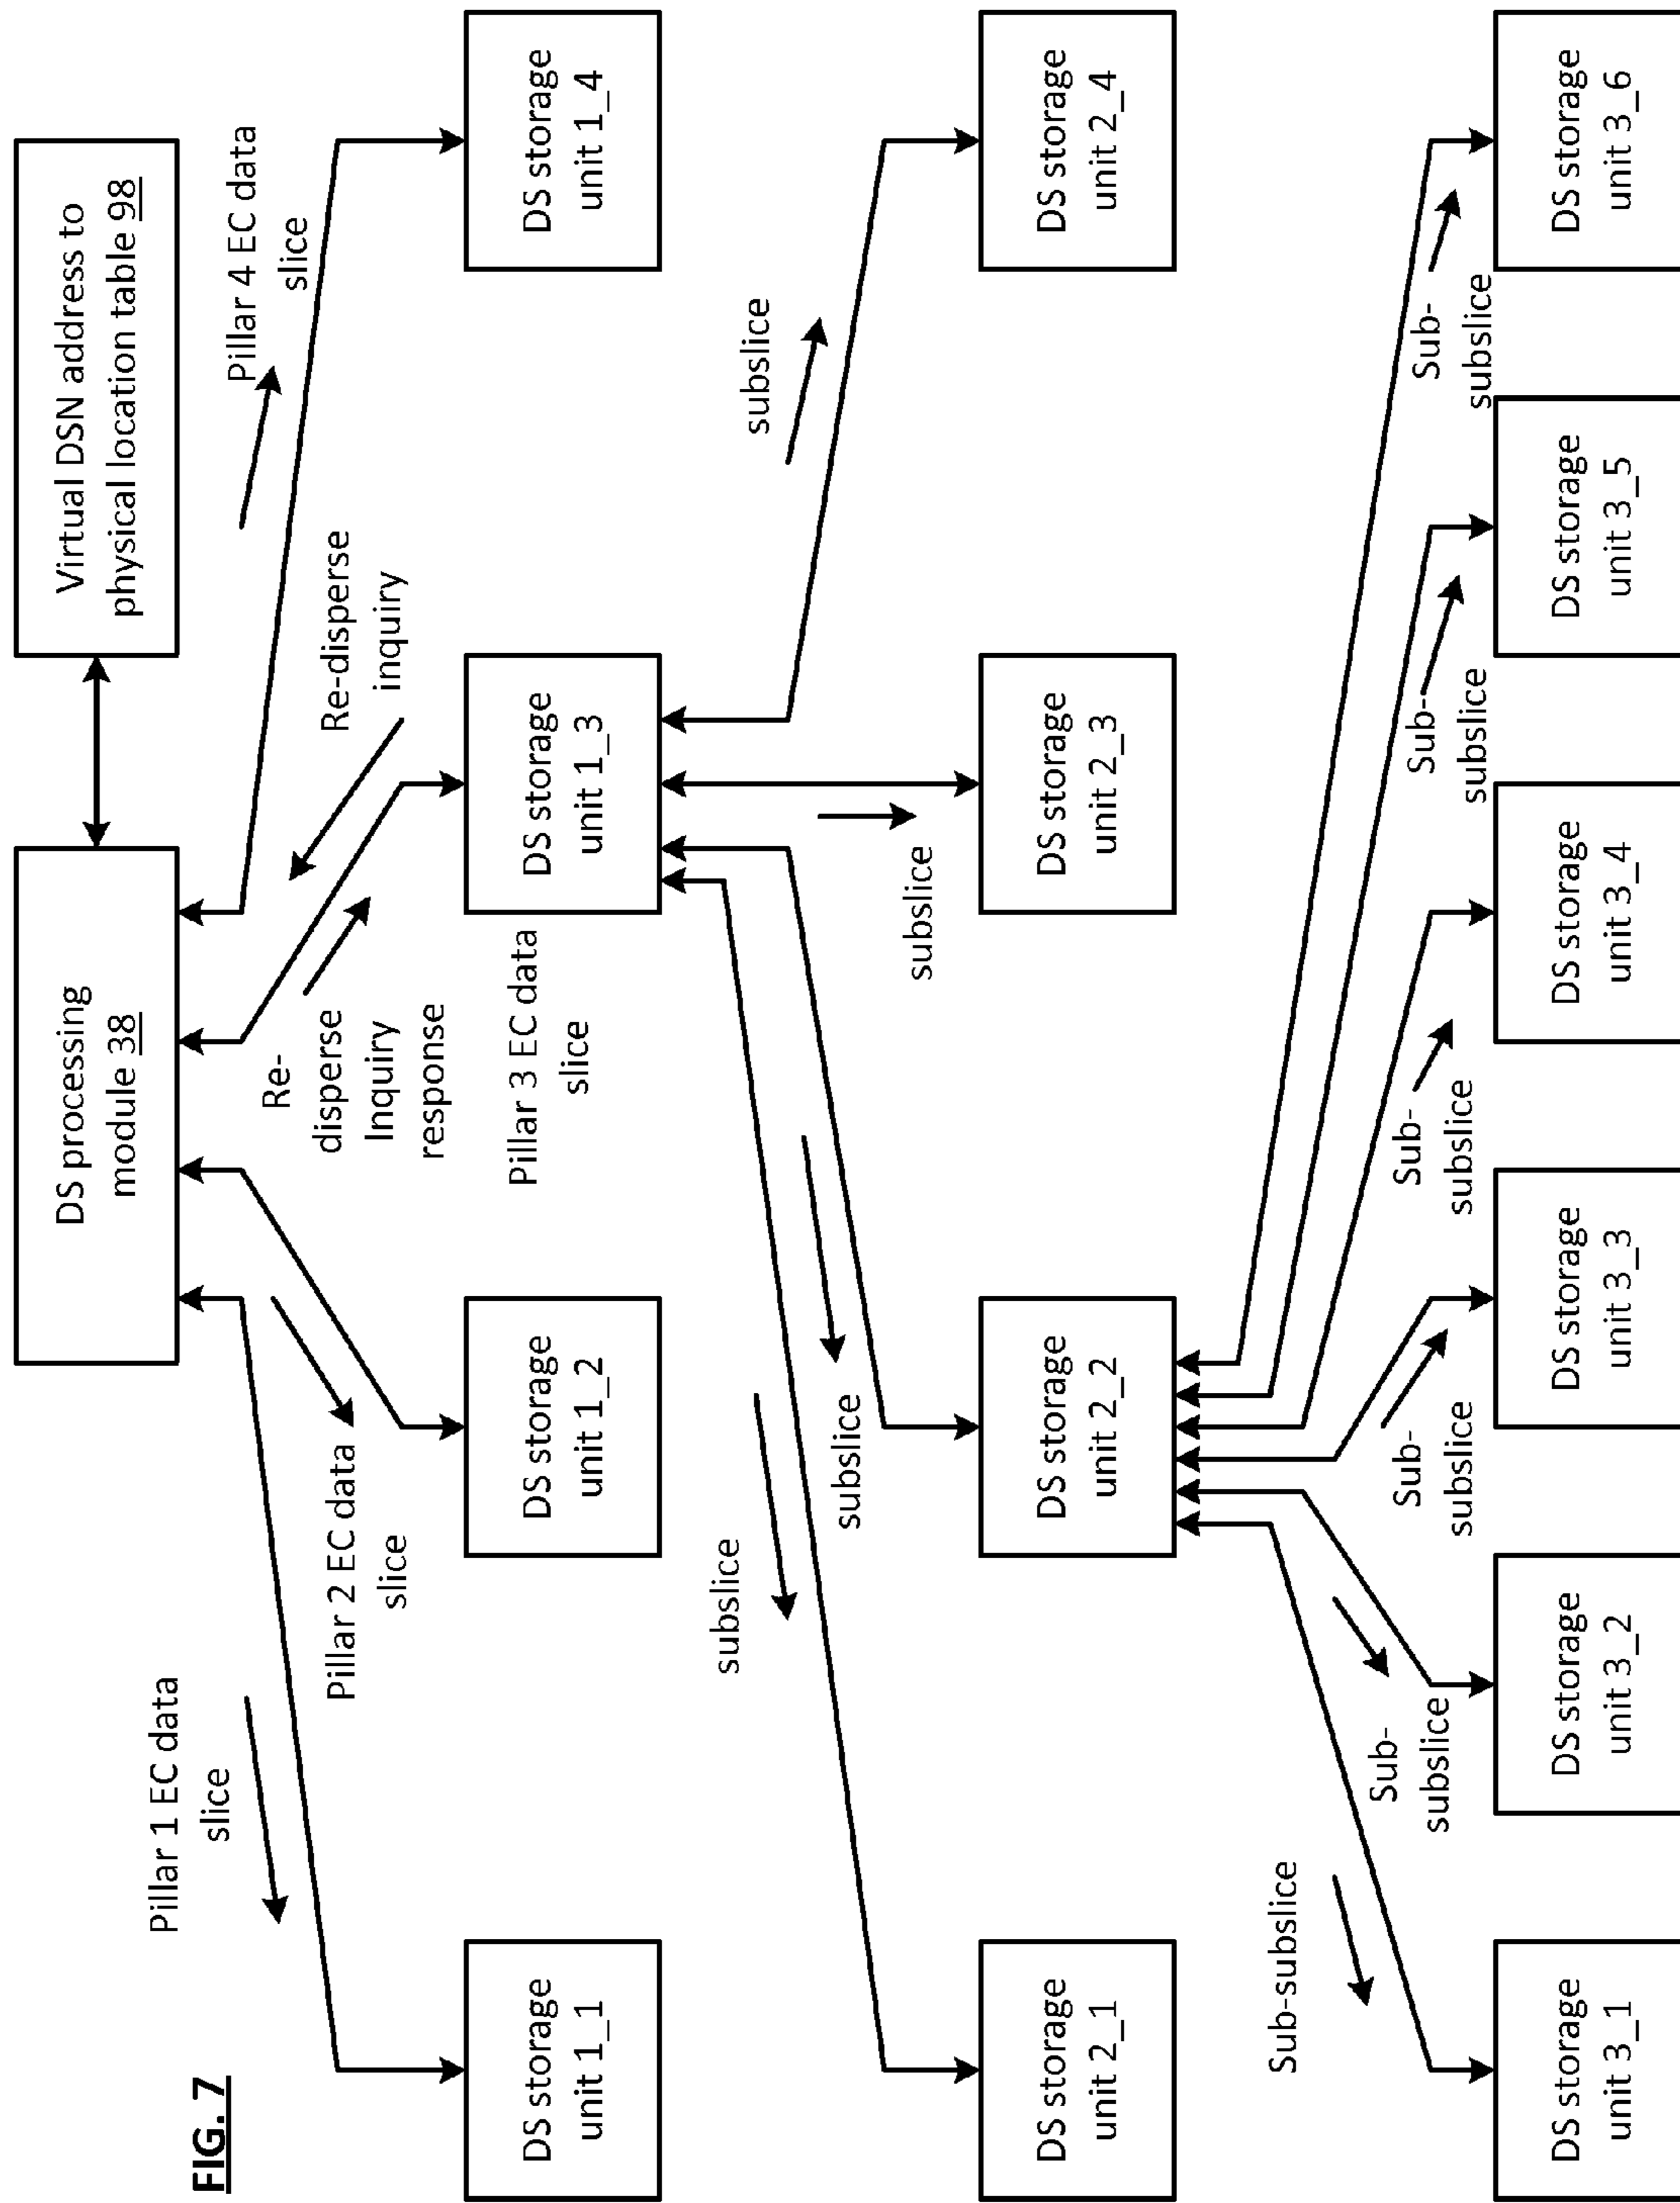 FIG. 7
DS processing
module 38
Virtual DSN address to
physical location table 98
Pillar 1 EC data
slice
Pillar 2 EC data
slice
Re-
disperse
Inquiry
response
Re-disperse
inquiry
Pillar 4 EC data
slice
Pillar 3 EC data
slice
DS storage
unit 1_1
DS storage
unit 1_2
DS storage
unit 1_3
DS storage
unit 1_4
subslice
subslice
subslice
subslice
DS storage
unit 2_1
DS storage
unit 2_2
DS storage
unit 2_3
DS storage
unit 2_4
Sub-subslice
Sub-
subslice
Sub-
subslice
Sub-
subslice
Sub-
subslice
Sub-
subslice
DS storage
unit 3_1
DS storage
unit 3_2
DS storage
unit 3_3
DS storage
unit 3_4
DS storage
unit 3_5
DS storage
unit 3_6